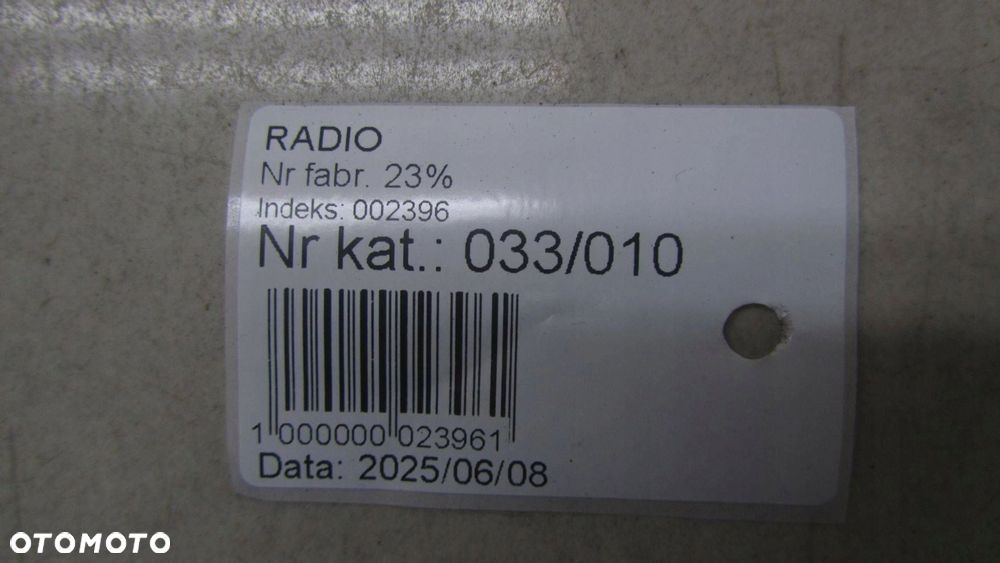 RADIO
Nr fabr. 23%
Indeks: 002396
Nr kat.: 033/010
1 000000 023961
Data: 2025/06/08
OTOMOTO